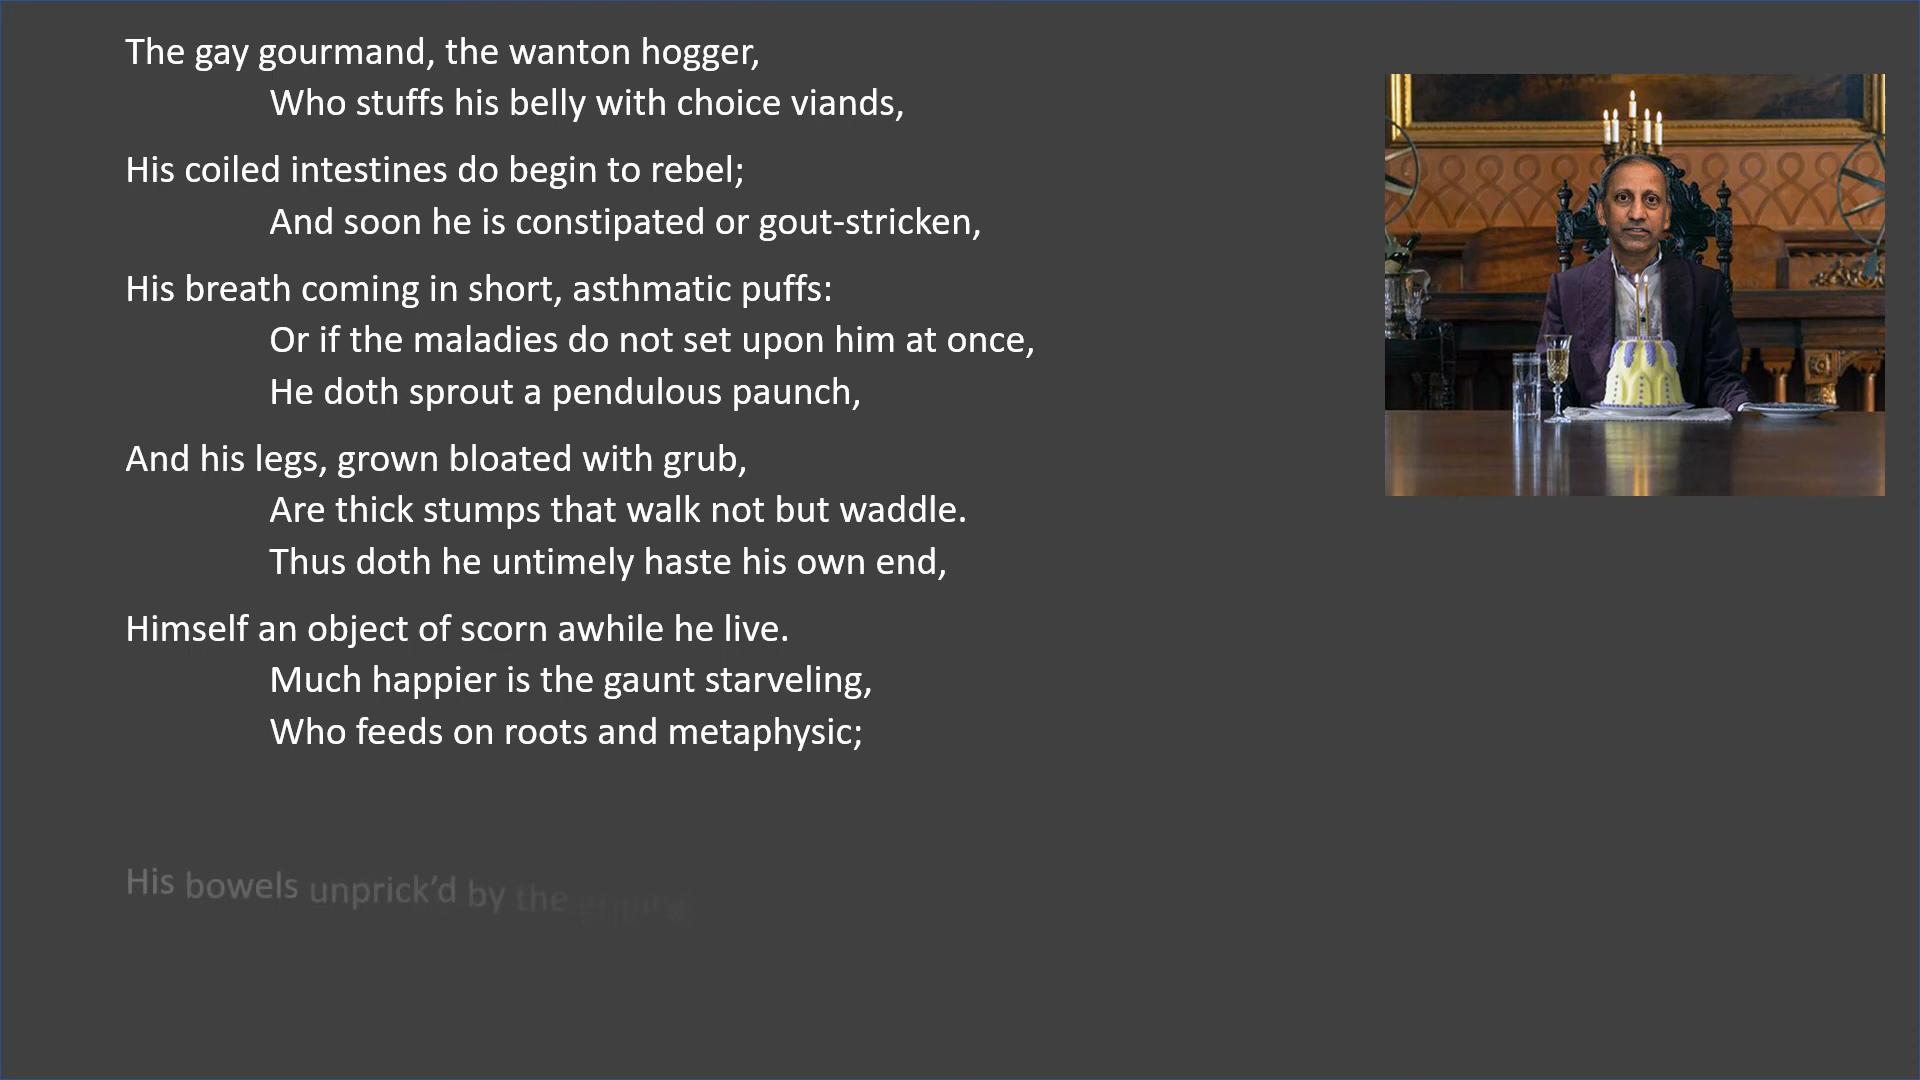 The gay gourmand, the wanton hogger,
Who stuffs his belly with choice viands,
His coiled intestines do begin to rebel;
And soon he is constipated or gout-stricken,
His breath coming in short, asthmatic puffs:
Or if the maladies do not set upon him at once,
He doth sprout a pendulous paunch,
And his legs, grown bloated with grub,
Are thick stumps that walk not but waddle.
Thus doth he untimely haste his own end,
Himself an object of scorn awhile he live.
Much happier is the gaunt starveling,
Who feeds on roots and metaphysic;
His bowels unprick’d by the